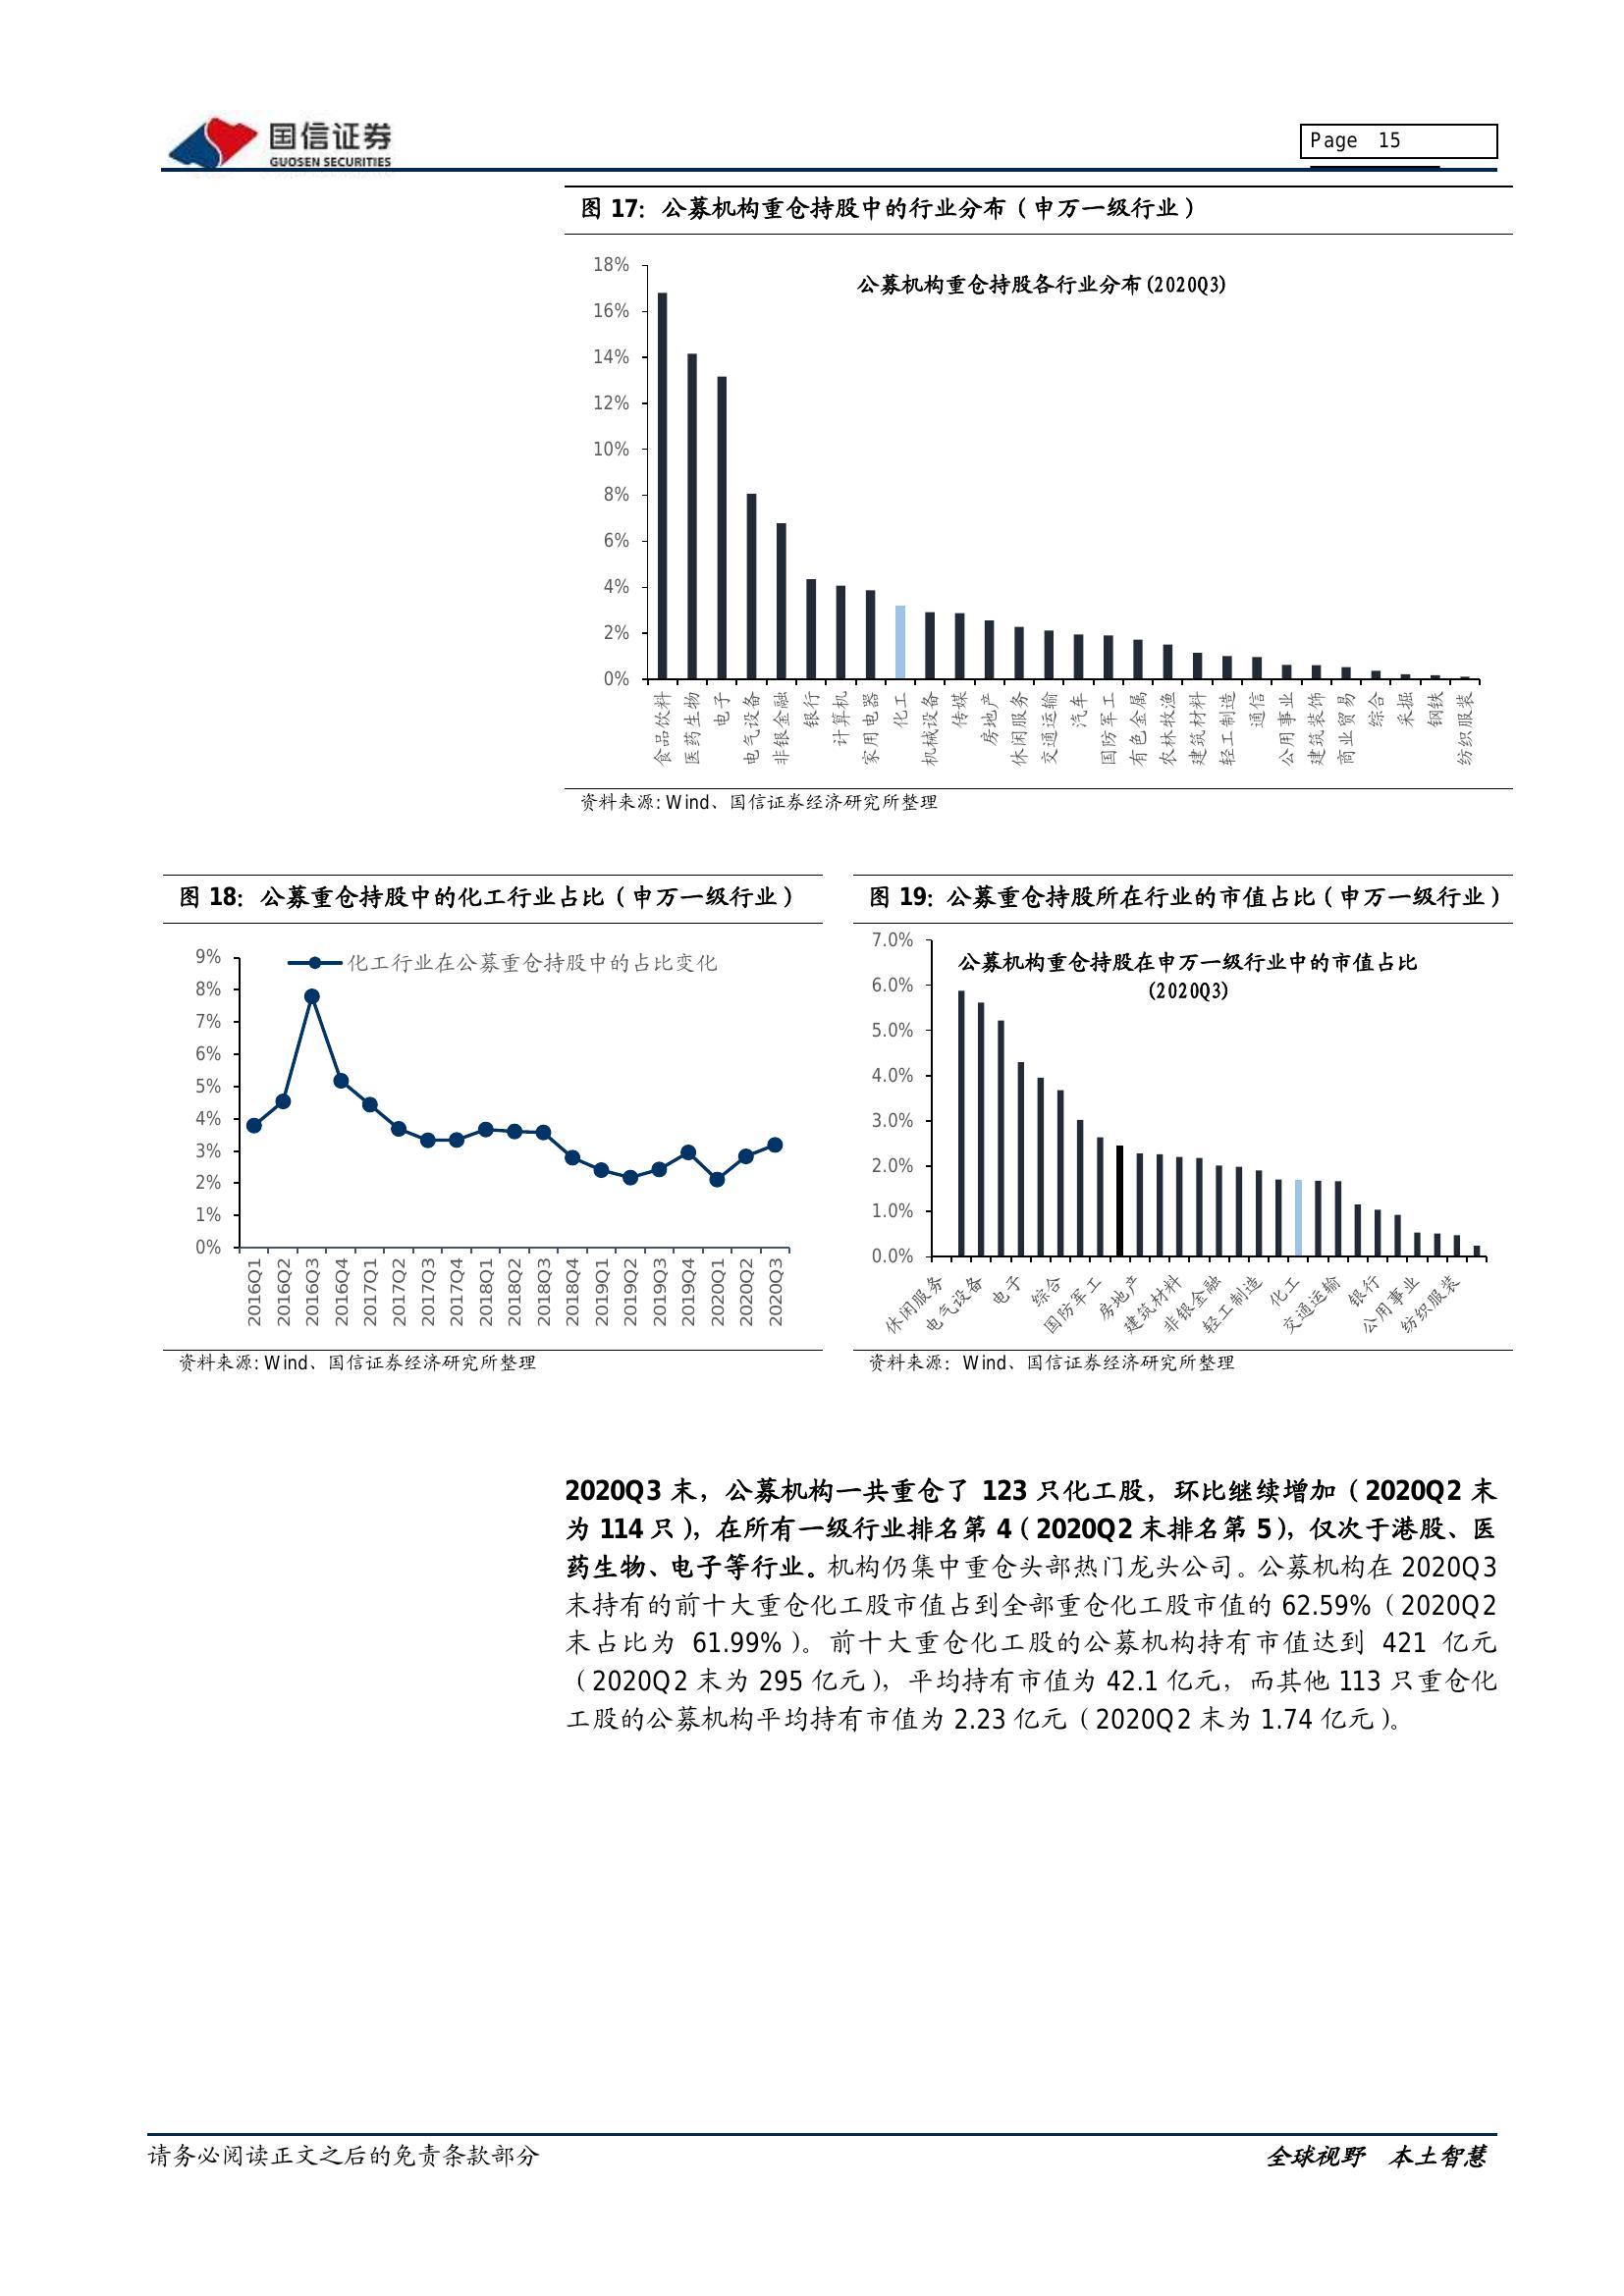 国信证券
GUOSEN SECURITIES
Page 15
图 17：公募机构重仓持股中的行业分布（申万一级行业）
公募机构重仓持股各行业分布(2020Q3)
18%
16%
14%
12%
10%
8%
6%
4%
2%
0%
食品饮料
医药生物
电子
电气设备
非银金融
银行
计算机
家用电器
化工
机械设备
传媒
房地产
休闲服务
交通运输
汽车
国防军工
有色金属
农林牧渔
建筑材料
轻工制造
通信
公用事业
建筑装饰
商业贸易
综合
采掘
钢铁
纺织服装
资料来源: Wind、国信证券经济研究所整理
图 18：公募重仓持股中的化工行业占比（申万一级行业）
化工行业在公募重仓持股中的占比变化
9%
8%
7%
6%
5%
4%
3%
2%
1%
0%
2016Q1
2016Q2
2016Q3
2016Q4
2017Q1
2017Q2
2017Q3
2017Q4
2018Q1
2018Q2
2018Q3
2018Q4
2019Q1
2019Q2
2019Q3
2019Q4
2020Q1
2020Q2
2020Q3
资料来源: Wind、国信证券经济研究所整理
图 19：公募重仓持股所在行业的市值占比（申万一级行业）
公募机构重仓持股在申万一级行业中的市值占比
(2020Q3)
7.0%
6.0%
5.0%
4.0%
3.0%
2.0%
1.0%
0.0%
休闲服务
电气设备
电子
综合
国防军工
房地产
建筑材料
非银金融
轻工制造
化工
交通运输
银行
公用事业
纺织服装
资料来源： Wind、国信证券经济研究所整理
2020Q3 末，公募机构一共重仓了 123 只化工股，环比继续增加（2020Q2 末
为 114 只），在所有一级行业排名第 4（2020Q2 末排名第 5），仅次于港股、医
药生物、电子等行业。机构仍集中重仓头部热门龙头公司。公募机构在 2020Q3
末持有的前十大重仓化工股市值占到全部重仓化工股市值的 62.59%（2020Q2
末占比为 61.99%）。前十大重仓化工股的公募机构持有市值达到 421 亿元
（2020Q2 末为 295 亿元），平均持有市值为 42.1 亿元，而其他 113 只重仓化
工股的公募机构平均持有市值为 2.23 亿元（2020Q2 末为 1.74 亿元）。
请务必阅读正文之后的免责条款部分
全球视野 本土智慧